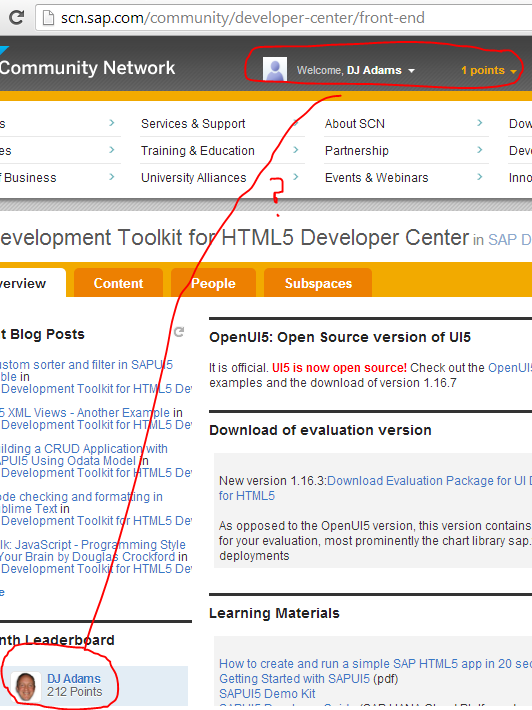 scn.sap.com/community/developer-center/front-end
Community Network
Welcome, DJ Adams
1 points
s > Services & Support > About SCN > Dow
es > Training & Education > Partnership > Deve
f Business > University Alliances > Events & Webinars > Inno
?
evelopment Toolkit for HTML5 Developer Center in SAP D
verview Content People Subspaces
t Blog Posts
ustom sorter and filter in SAPUI5
ble in
Development Toolkit for HTML5 Dev
5 XML Views - Another Example in
Development Toolkit for HTML5 Dev
ilding a CRUD Application with
APUI5 Using Odata Model in
Development Toolkit for HTML5 Dev
ode checking and formatting in
blime Text in
Development Toolkit for HTML5 Dev
lk: JavaScript - Programming Style
Your Brain by Douglas Crockford in
Development Toolkit for HTML5 Dev
e
nth Leaderboard
DJ Adams
212 Points
OpenUI5: Open Source version of UI5
It is official. UI5 is now open source! Check out the OpenUI5
examples and the download of version 1.16.7
Download of evaluation version
New version 1.16.3:Download Evaluation Package for UI D
for HTML5
As opposed to the OpenUI5 version, this version contains
for your evaluation, most prominently the chart library sap.
deployments
Learning Materials
How to create and run a simple SAP HTML5 app in 20 sec
Getting Started with SAPUI5 (pdf)
SAPUI5 Demo Kit